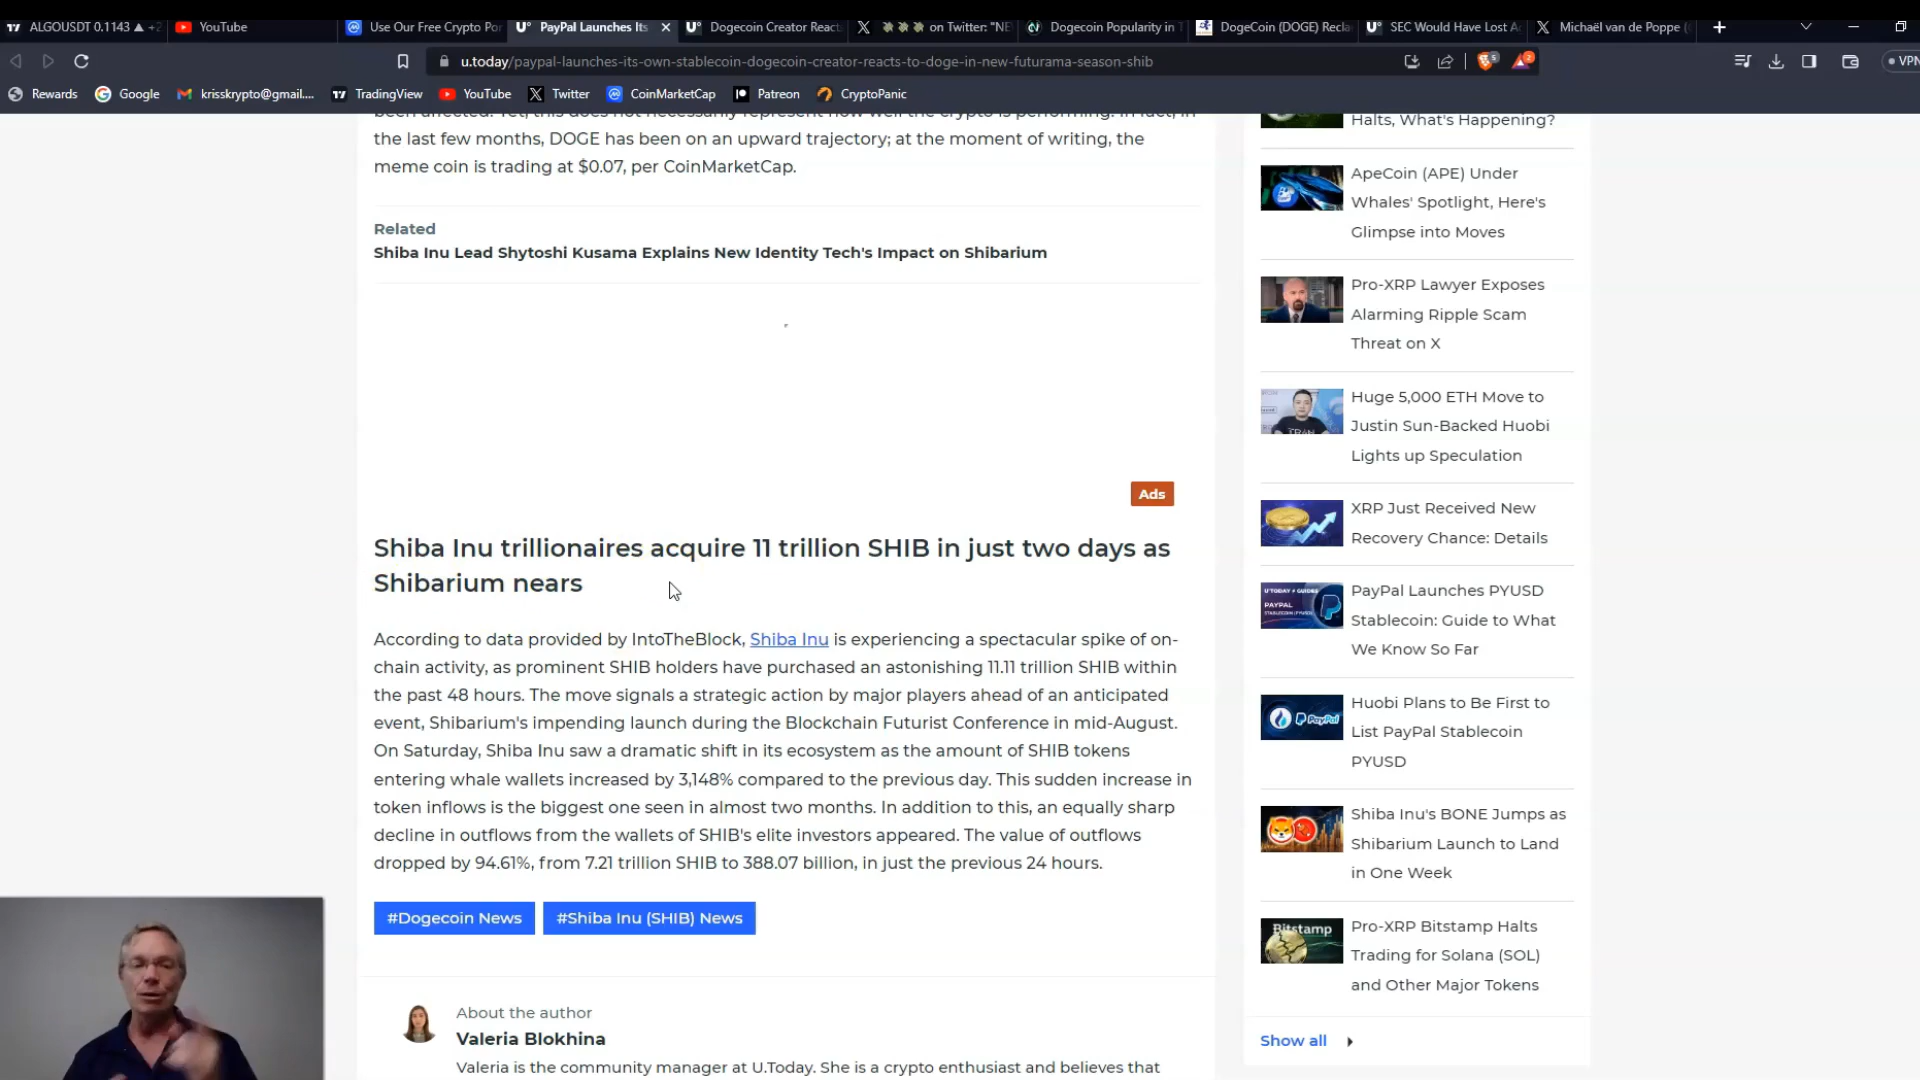 ALGOUSDT 0.1143 ▲ +2
YouTube
Use Our Free Crypto Por
PayPal Launches Its
Dogecoin Creator React
on Twitter: "NE
Dogecoin Popularity in T
DogeCoin (DOGE) Recla
SEC Would Have Lost A
Michaël van de Poppe (
u.today/paypal-launches-its-own-stablecoin-dogecoin-creator-reacts-to-doge-in-new-futurama-season-shib
VPN
Rewards
Google
krisskrypto@gmail....
TradingView
YouTube
Twitter
CoinMarketCap
Patreon
CryptoPanic
been affected. Yet, this does not necessarily represent how well the crypto is performing. In fact, in
the last few months, DOGE has been on an upward trajectory; at the moment of writing, the
meme coin is trading at $0.07, per CoinMarketCap.
Related
Shiba Inu Lead Shytoshi Kusama Explains New Identity Tech's Impact on Shibarium
Ads
Shiba Inu trillionaires acquire 11 trillion SHIB in just two days as
Shibarium nears
According to data provided by IntoTheBlock, Shiba Inu is experiencing a spectacular spike of on-
chain activity, as prominent SHIB holders have purchased an astonishing 11.11 trillion SHIB within
the past 48 hours. The move signals a strategic action by major players ahead of an anticipated
event, Shibarium's impending launch during the Blockchain Futurist Conference in mid-August.
On Saturday, Shiba Inu saw a dramatic shift in its ecosystem as the amount of SHIB tokens
entering whale wallets increased by 3,148% compared to the previous day. This sudden increase in
token inflows is the biggest one seen in almost two months. In addition to this, an equally sharp
decline in outflows from the wallets of SHIB's elite investors appeared. The value of outflows
dropped by 94.61%, from 7.21 trillion SHIB to 388.07 billion, in just the previous 24 hours.
#Dogecoin News
#Shiba Inu (SHIB) News
About the author
Valeria Blokhina
Valeria is the community manager at U.Today. She is a crypto enthusiast and believes that
Halts, What's Happening?
ApeCoin (APE) Under
Whales' Spotlight, Here's
Glimpse into Moves
Pro-XRP Lawyer Exposes
Alarming Ripple Scam
Threat on X
Huge 5,000 ETH Move to
Justin Sun-Backed Huobi
Lights up Speculation
XRP Just Received New
Recovery Chance: Details
PayPal Launches PYUSD
Stablecoin: Guide to What
We Know So Far
Huobi Plans to Be First to
List PayPal Stablecoin
PYUSD
Shiba Inu's BONE Jumps as
Shibarium Launch to Land
in One Week
Bitstamp
Pro-XRP Bitstamp Halts
Trading for Solana (SOL)
and Other Major Tokens
Show all